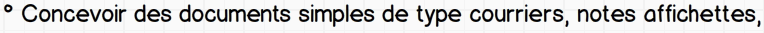 ° Concevoir des documents simples de type courriers, notes affichettes,